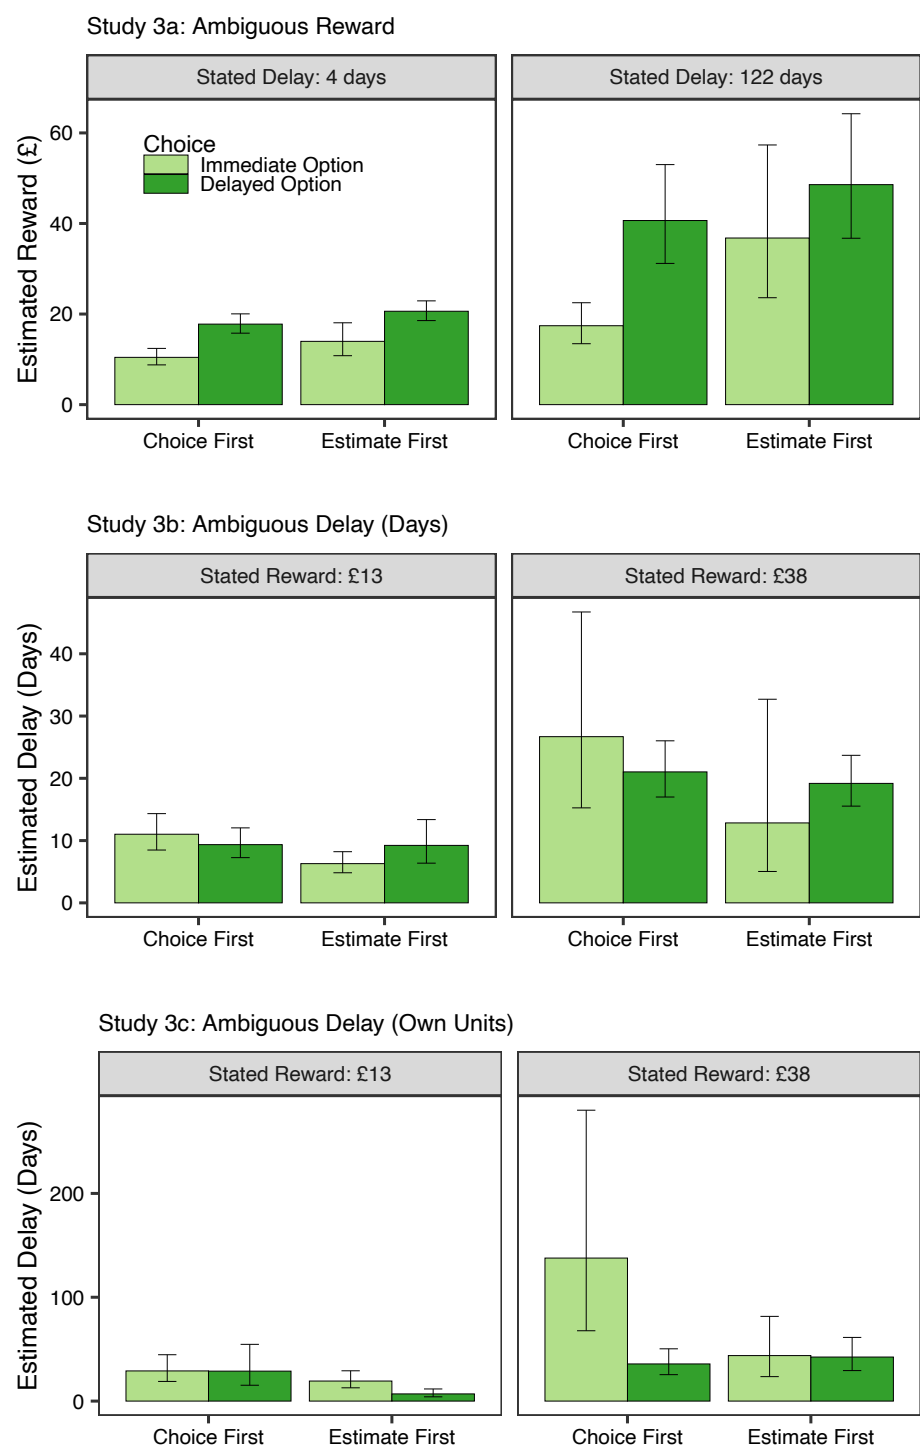 Study 3a: Ambiguous Reward
Stated Delay: 4 days
Stated Delay: 122 days
Estimated Reward (£)
60
40
20
0
Choice
Immediate Option
Delayed Option
Choice First
Estimate First
Choice First
Estimate First
Study 3b: Ambiguous Delay (Days)
Stated Reward: £13
Stated Reward: £38
Estimated Delay (Days)
40
30
20
10
0
Choice First
Estimate First
Choice First
Estimate First
Study 3c: Ambiguous Delay (Own Units)
Stated Reward: £13
Stated Reward: £38
Estimated Delay (Days)
200
100
0
Choice First
Estimate First
Choice First
Estimate First